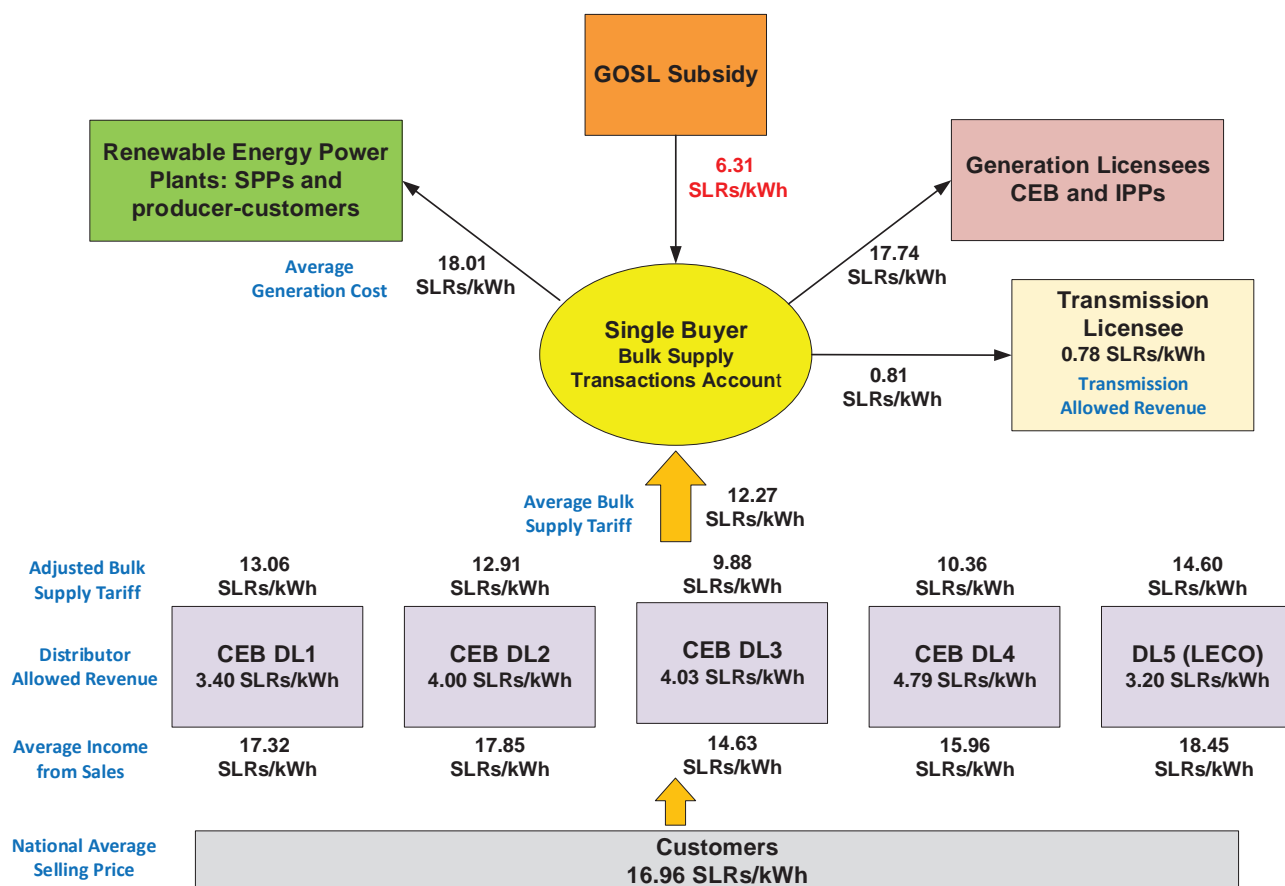 GOSL Subsidy
Renewable Energy Power
Plants: SPPs and
producer-customers
6.31
SLRs/kWh
Generation Licensees
CEB and IPPs
Average
Generation Cost
18.01
SLRs/kWh
17.74
SLRs/kWh
Single Buyer
Bulk Supply
Transactions Account
0.81
SLRs/kWh
Transmission
Licensee
0.78 SLRs/kWh
Transmission
Allowed Revenue
Average Bulk
Supply Tariff
12.27
SLRs/kWh
Adjusted Bulk
Supply Tariff
13.06
SLRs/kWh
12.91
SLRs/kWh
9.88
SLRs/kWh
10.36
SLRs/kWh
14.60
SLRs/kWh
Distributor
Allowed Revenue
CEB DL1
3.40 SLRs/kWh
CEB DL2
4.00 SLRs/kWh
CEB DL3
4.03 SLRs/kWh
CEB DL4
4.79 SLRs/kWh
DL5 (LECO)
3.20 SLRs/kWh
Average Income
from Sales
17.32
SLRs/kWh
17.85
SLRs/kWh
14.63
SLRs/kWh
15.96
SLRs/kWh
18.45
SLRs/kWh
National Average
Selling Price
Customers
16.96 SLRs/kWh